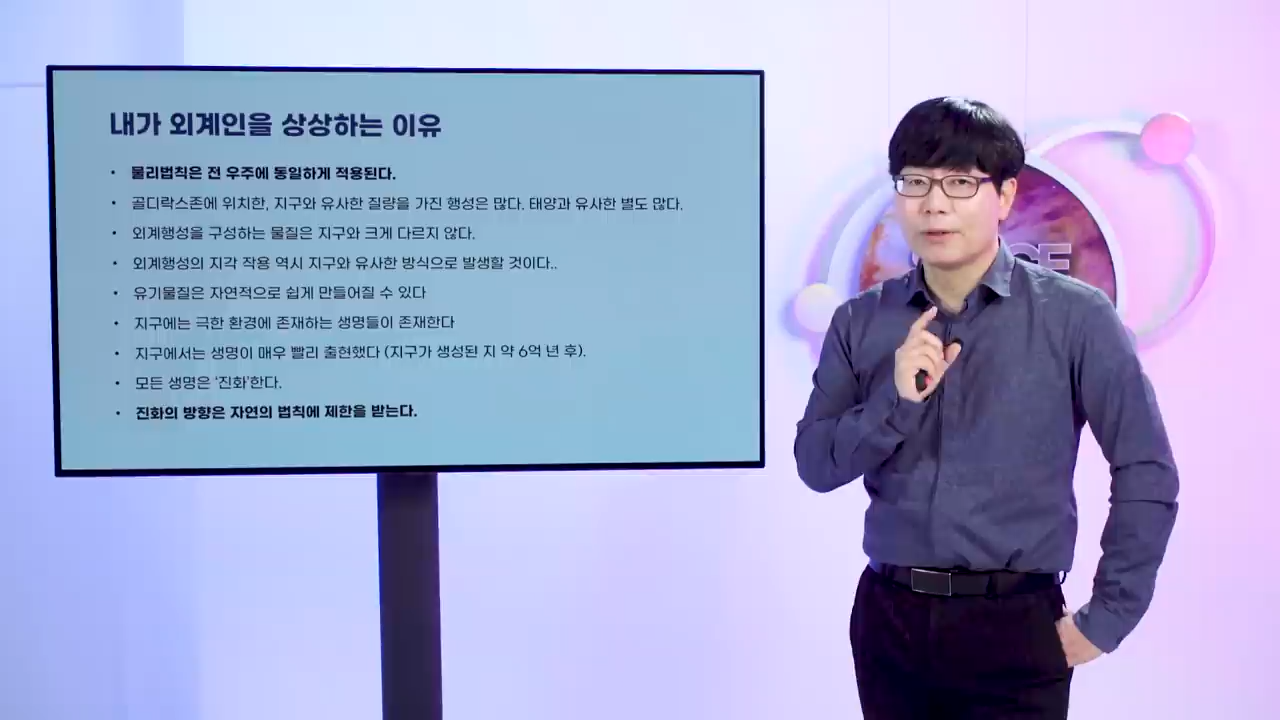 내가 외계인을 상상하는 이유
• 물리법칙은 전 우주에 동일하게 적용된다.
• 골디락스존에 위치한, 지구와 유사한 질량을 가진 행성은 많다. 태양과 유사한 별도 많다.
• 외계행성을 구성하는 물질은 지구와 크게 다르지 않다.
• 외계행성의 지각 작용 역시 지구와 유사한 방식으로 발생할 것이다..
• 유기물질은 자연적으로 쉽게 만들어질 수 있다
• 지구에는 극한 환경에 존재하는 생명들이 존재한다
• 지구에서는 생명이 매우 빨리 출현했다 (지구가 생성된 지 약 6억 년 후).
• 모든 생명은 '진화'한다.
• 진화의 방향은 자연의 법칙에 제한을 받는다.